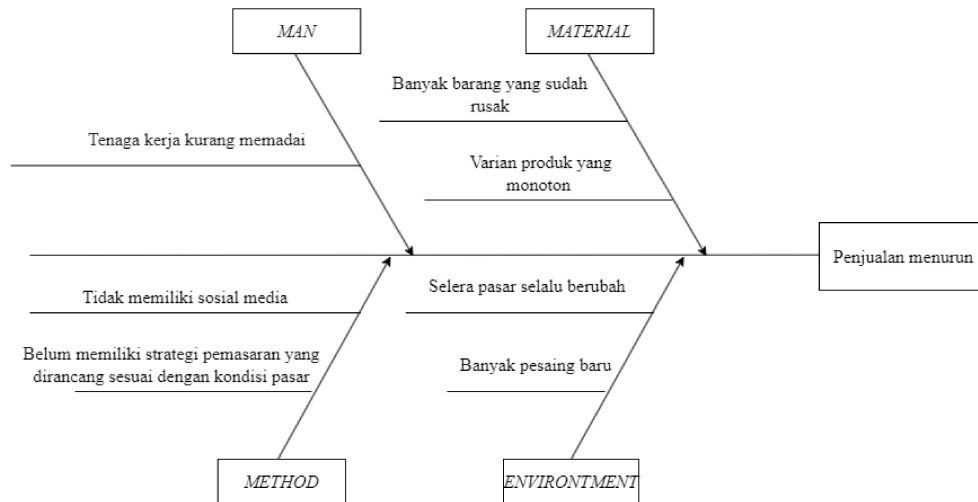 MAN
MATERIAL
Banyak barang yang sudah
rusak
Tenaga kerja kurang memadai
Varian produk yang
monoton
Penjualan menurun
Tidak memiliki sosial media
Selera pasar selalu berubah
Belum memiliki strategi pemasaran yang
dirancang sesuai dengan kondisi pasar
Banyak pesaing baru
METHOD
ENVIRONTMENT